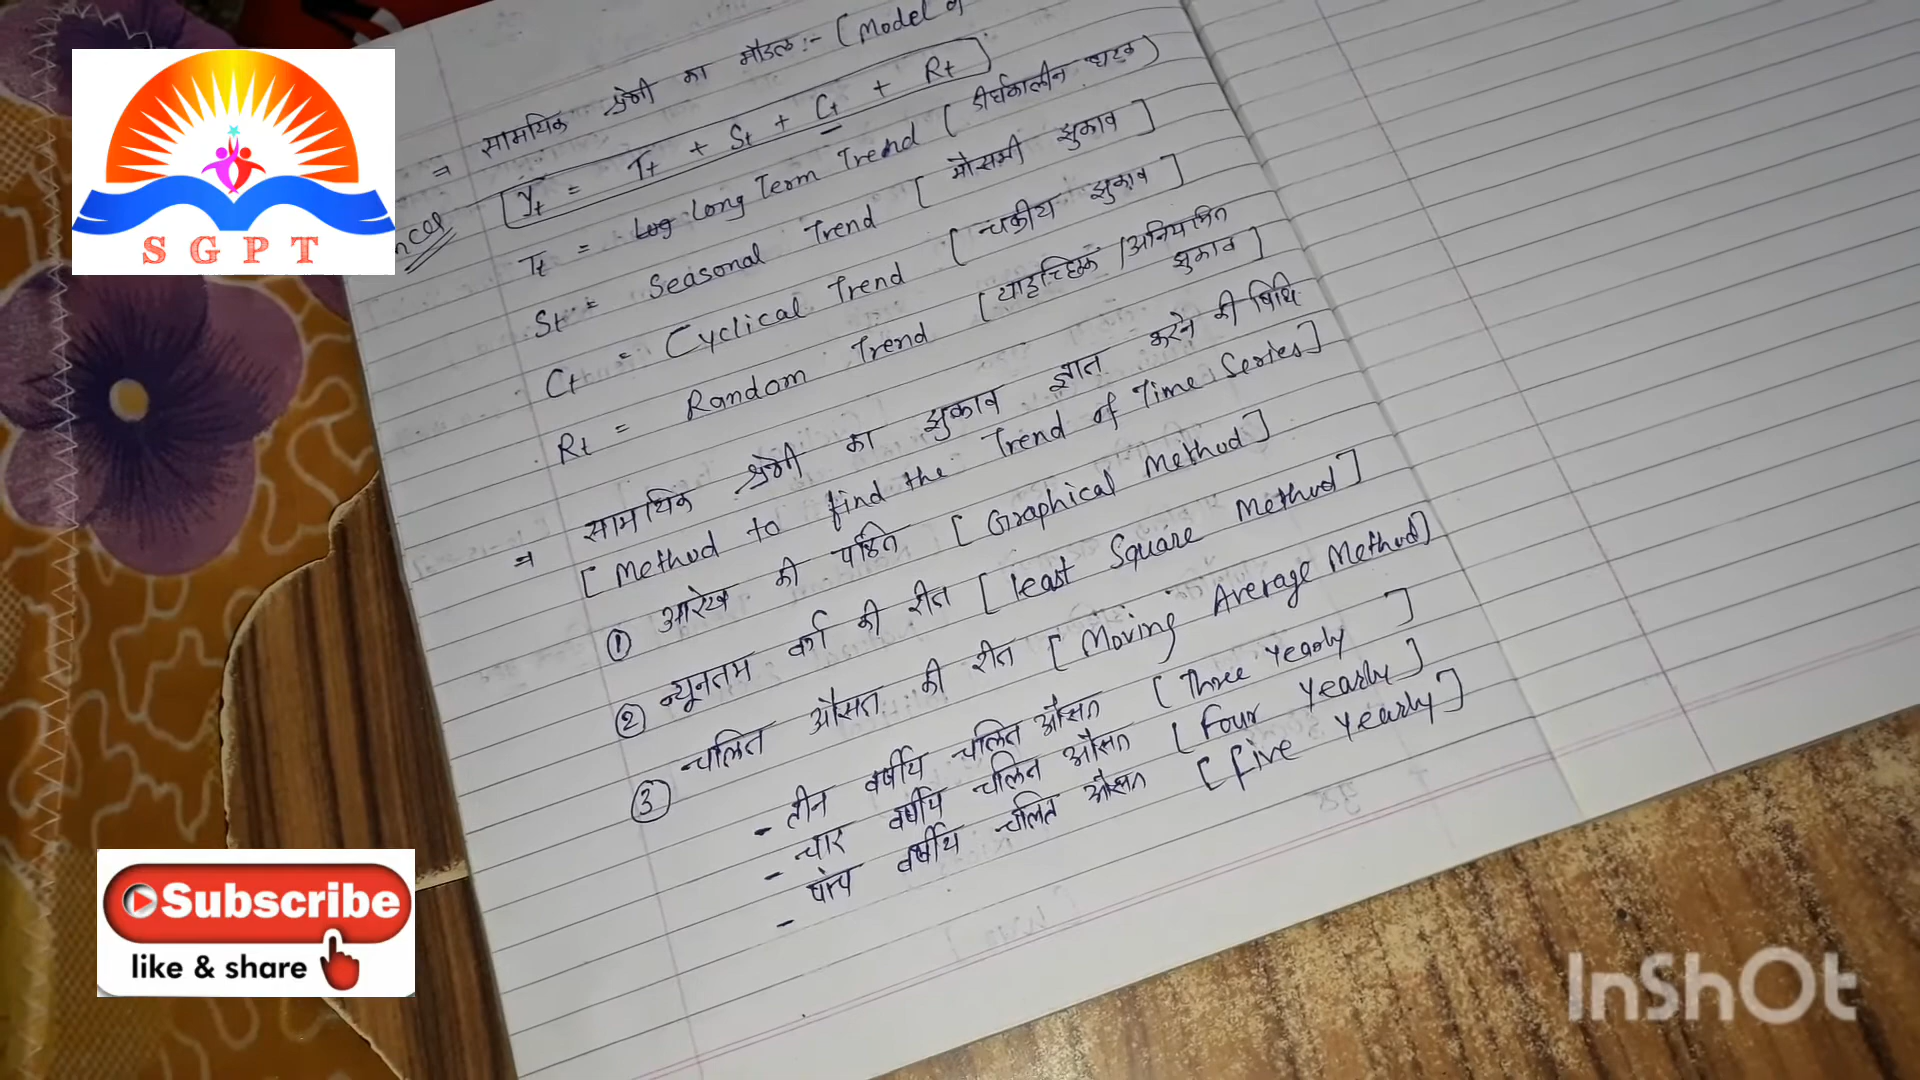 ⇒ सामयिक श्रेणी का मॉडल:- [Model of
Yt = Tt + St + Ct + Rt
Tt = Long Term Trend (दीर्घकालीन घटक)
St = Seasonal Trend [मौसमी झुकाव]
Ct = Cyclical Trend [चक्रीय झुकाव]
Rt = Random Trend [यादृच्छिक/अनियमित
झुकाव]
⇒ सामयिक श्रेणी का झुकाव ज्ञात करने की विधि
[Method to find the Trend of Time Series]
① आरेख की पद्धति [Graphical Method]
② न्यूनतम वर्ग की रीत [least Square Method]
③ चलित औसत की रीत [Moving Average Method]
- तीन वर्षीय चलित औसत [Three Yearly ]
- चार वर्षीय चलित औसत [Four Yearly]
- पांच वर्षीय चलित औसत [five Yearly]
SGPT
Subscribe
like & share
InShOt